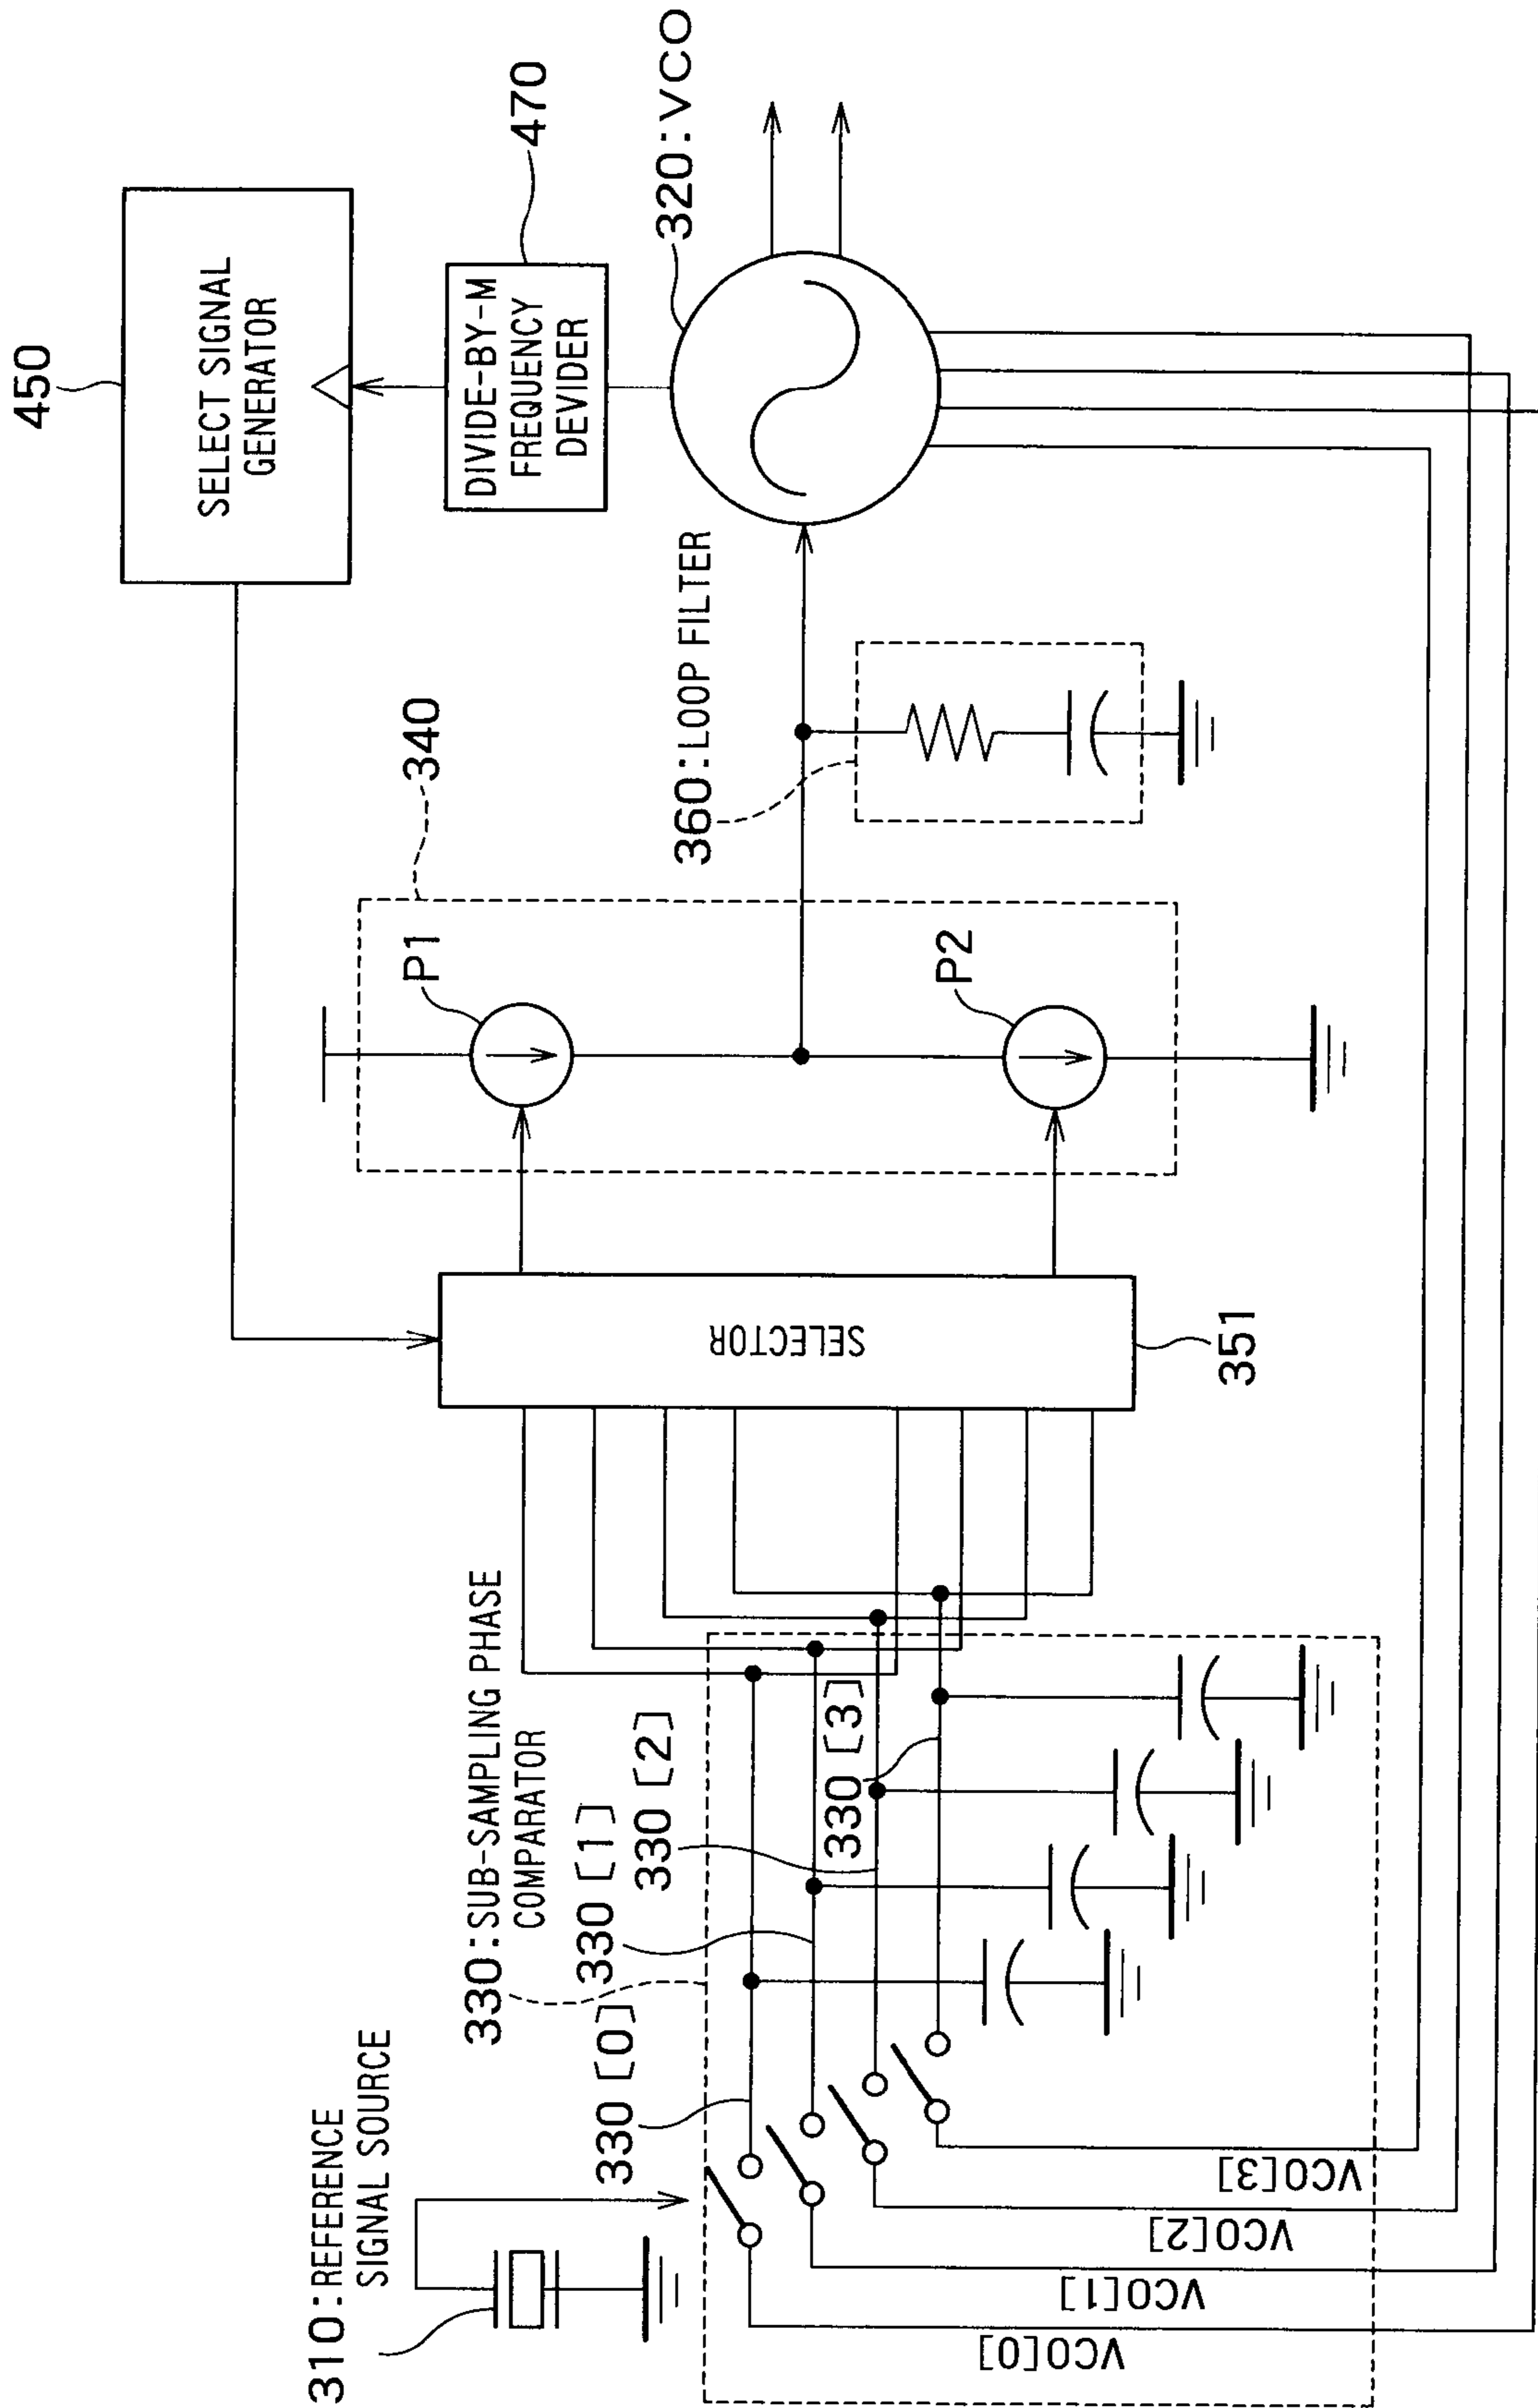 450
SELECT SIGNAL
GENERATOR
470
DIVIDE-BY-M
FREQUENCY
DEVIDER
320:VCO
340
P1
P2
360:LOOP FILTER
SELECTOR
351
330:SUB-SAMPLING PHASE
COMPARATOR
310:REFERENCE
SIGNAL SOURCE
330 [0]
330 [1]
330 [2]
330 [3]
VCO[0]
VCO[1]
VCO[2]
VCO[3]